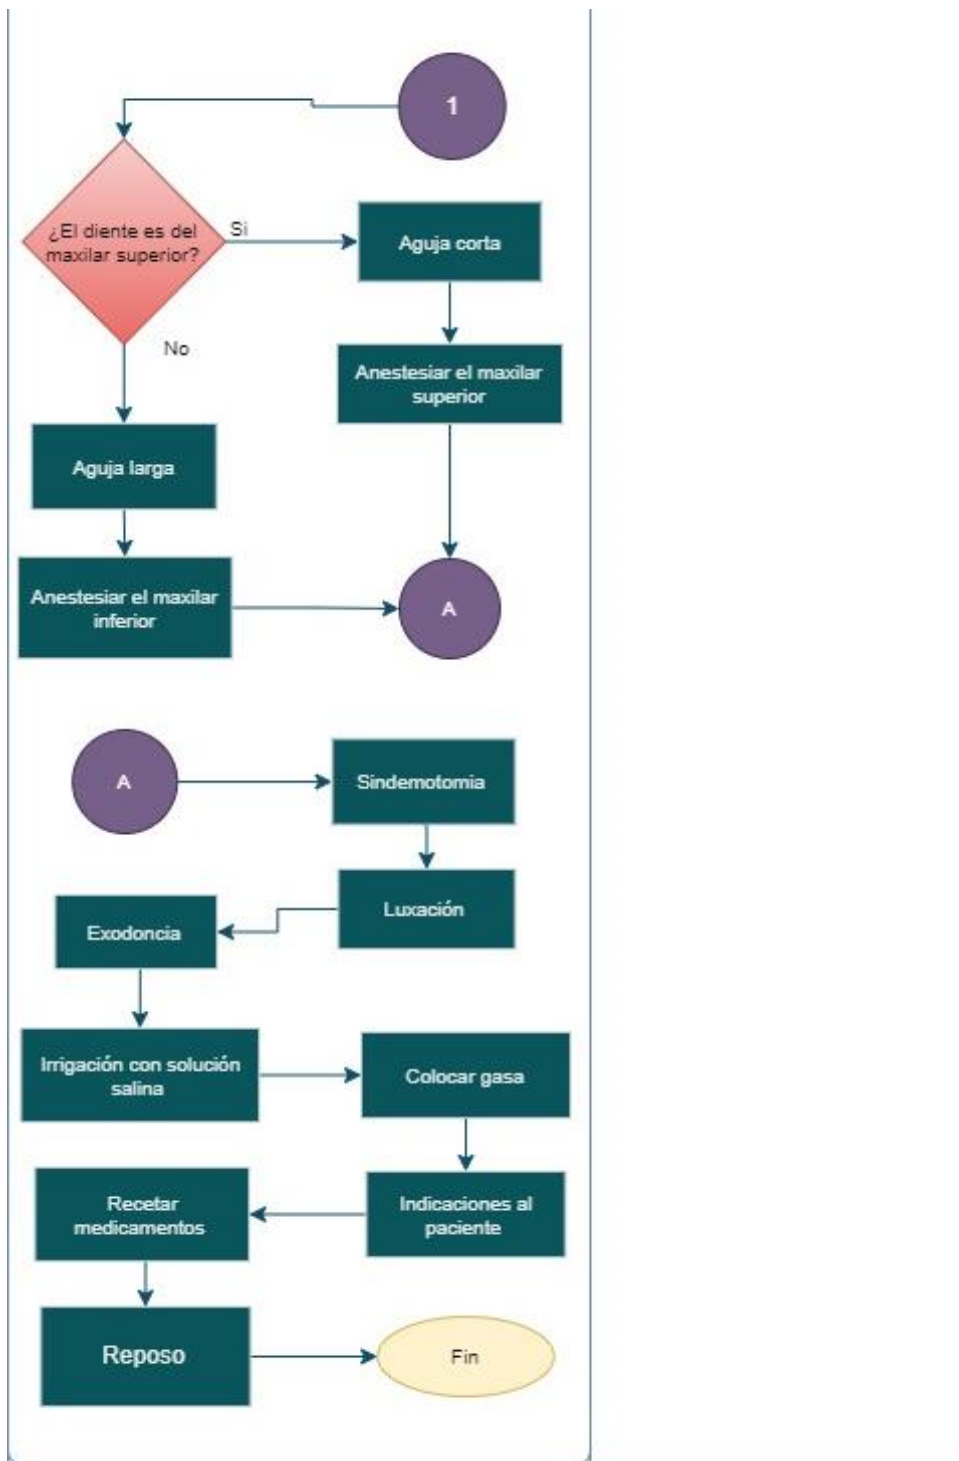 1
¿El diente es del
maxilar superior?
Si
Aguja corta
No
Anestesiar el maxilar
superior
Aguja larga
Anestesiar el maxilar
inferior
A
A
Sindemotomia
Luxación
Exodoncia
Irrigación con solución
salina
Colocar gasa
Indicaciones al
paciente
Recetar
medicamentos
Reposo
Fin